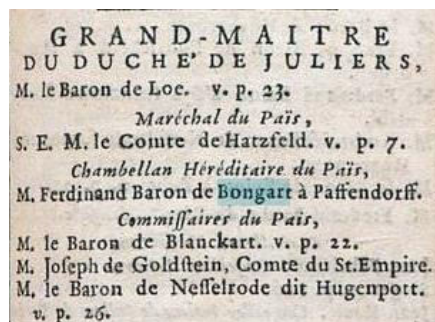 GRAND-MAITRE
DU DUCHE' DE JULIERS,
M. le Baron de Loe. v. p. 23.
Maréchal du Païs,
S. E. M. le Comte de Hatzfeld. v. p. 7.
Chambellan Héréditaire du Païs,
M. Ferdinand Baron de Bongart à Paffendorff.
Commiſſaires du Païs,
M. le Baron de Blanckart. v. p. 22.
M. Joſeph de Goldſtein, Comte du St. Empire.
M. le Baron de Neſſelrode dit Hugenpott.
v. p. 26.